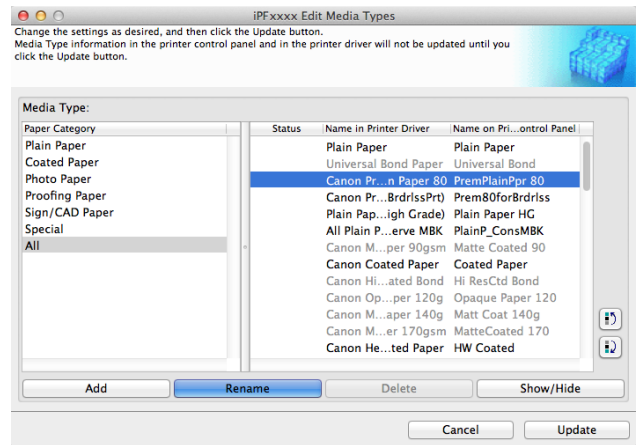 iPFxxxx Edit Media Types
Change the settings as desired, and then click the Update button.
Media Type information in the printer control panel and in the printer driver will not be updated until you
click the Update button.
Media Type:
Paper Category Status Name in Printer Driver Name on Pri...ontrol Panel
Plain Paper Plain Paper Plain Paper
Coated Paper Universal Bond Paper Universal Bond
Photo Paper Canon Pr...n Paper 80 PremPlainPpr 80
Proofing Paper Canon Pr...BrdrlssPrt) Prem80forBrdrlss
Sign/CAD Paper Plain Pap...igh Grade) Plain Paper HG
Special All Plain P...erve MBK PlainP_ConsMBK
All Canon M...per 90gsm Matte Coated 90
Canon Coated Paper Coated Paper
Canon Hi...ated Bond Hi ResCtd Bond
Canon Op...per 120g Opaque Paper 120
Canon M...aper 140g Matt Coat 140g
Canon M...er 170gsm MatteCoated 170
Canon He...ted Paper HW Coated
Add Rename Delete Show/Hide
Cancel Update